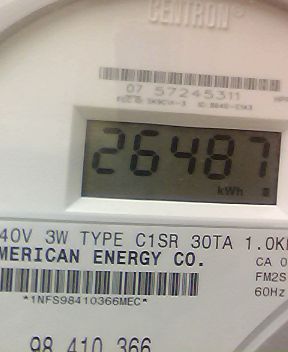 CENTRON®
07 57245311
26487
kWh
40V 3W TYPE C1SR 30TA 1.0K
MERICAN ENERGY CO.
CA 0
FM2S
60Hz
*1NFS98410366MEC*
98 410 366